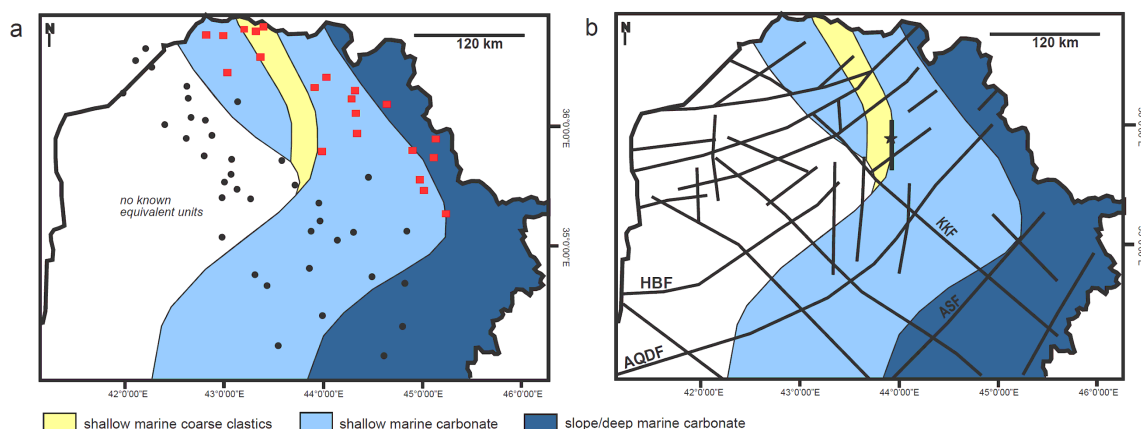 a
N
120 km
no known
equivalent units
36°0'0"E
35°0'0"E
42°0'0"E
43°0'0"E
44°0'0"E
45°0'0"E
46°0'0"E
b
N
120 km
KKF
HBF
ASF
AQDF
42°0'0"E
43°0'0"E
44°0'0"E
45°0'0"E
46°0'0"E
shallow marine coarse clastics
shallow marine carbonate
slope/deep marine carbonate